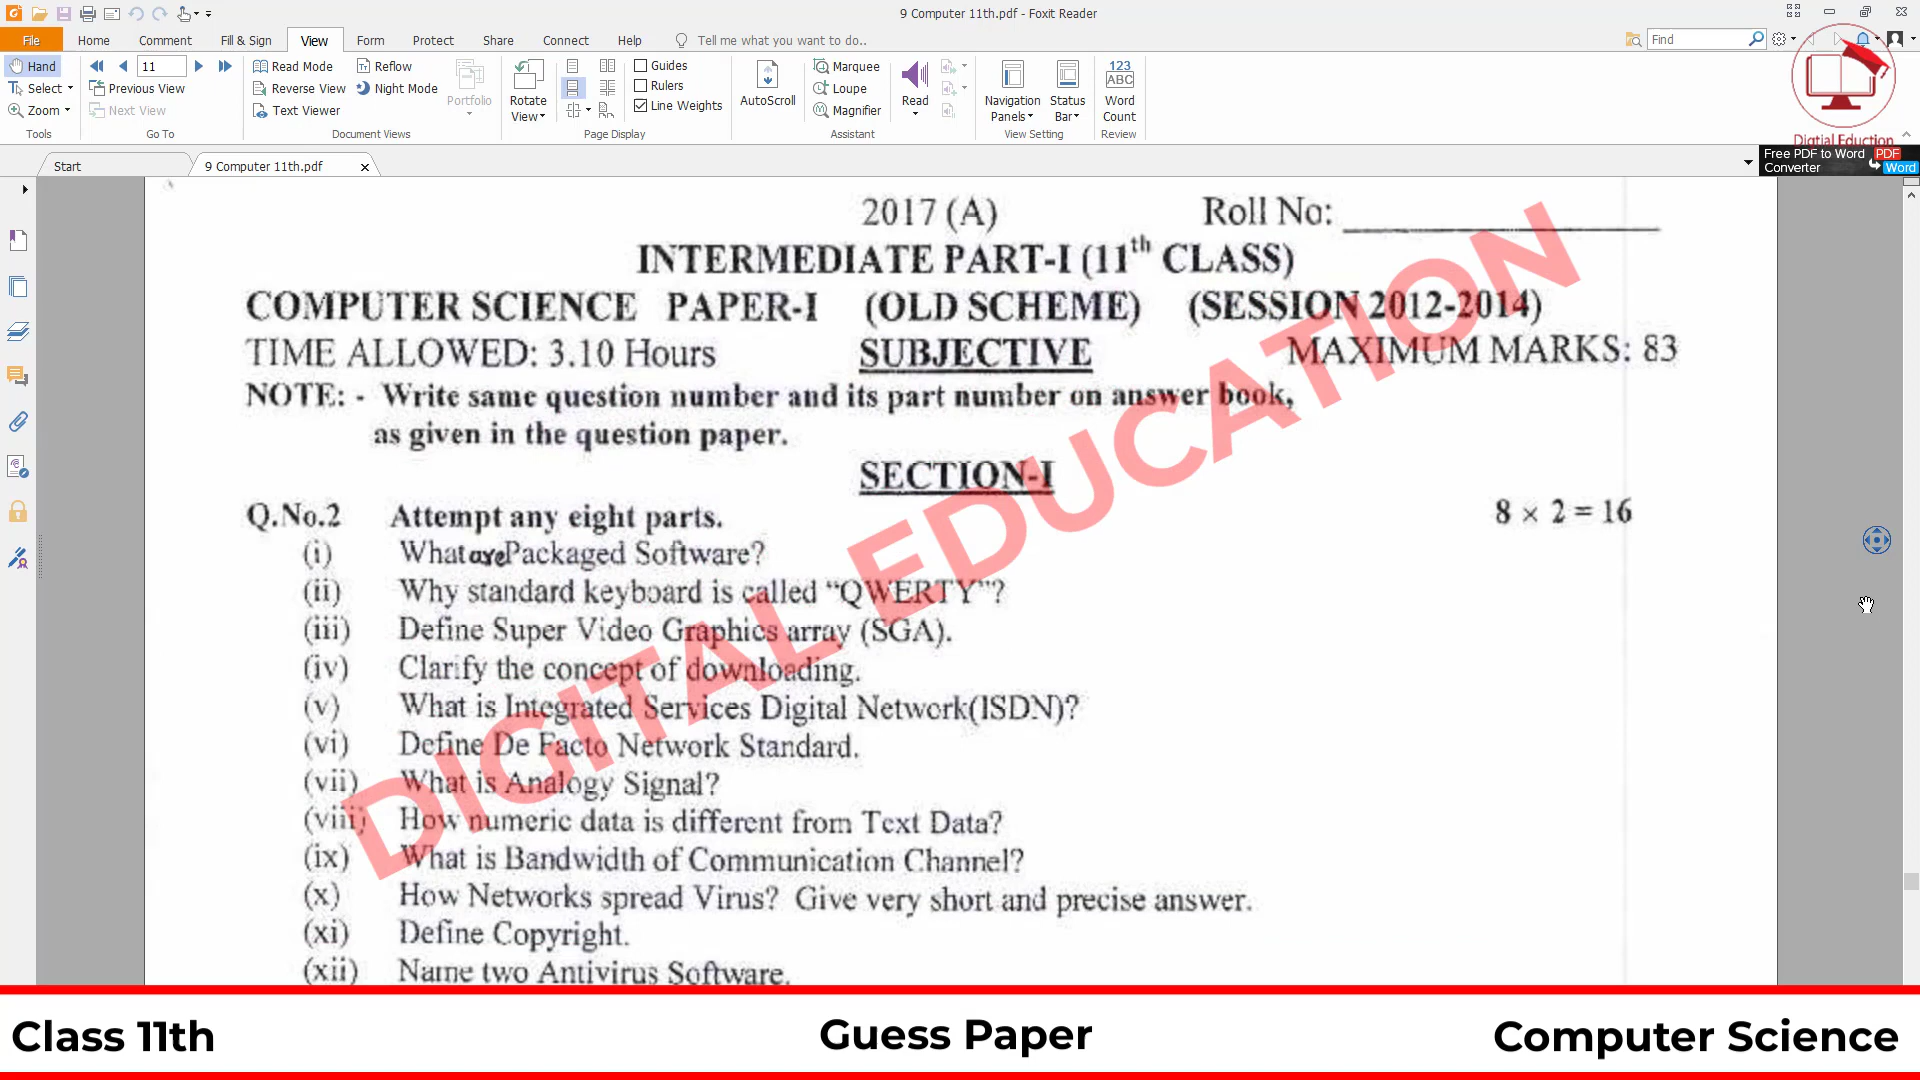 9 Computer 11th.pdf - Foxit Reader
File Home Comment Fill & Sign View Form Protect Share Connect Help Tell me what you want to do.. Find
Hand 11 Read Mode Reflow Guides Marquee 123
Select Previous View Reverse View Night Mode Rulers Loupe ABC
Zoom Next View Text Viewer Portfolio Rotate View Line Weights AutoScroll Magnifier Read Navigation Panels Status Bar Word Count
Tools Go To Document Views Page Display Assistant View Setting Review
Digtial Eduction
Start 9 Computer 11th.pdf
Free PDF to Word Converter PDF Word
2017 (A) Roll No:
INTERMEDIATE PART-I (11th CLASS)
COMPUTER SCIENCE PAPER-I (OLD SCHEME) (SESSION 2012-2014)
TIME ALLOWED: 3.10 Hours SUBJECTIVE MAXIMUM MARKS: 83
NOTE: - Write same question number and its part number on answer book,
as given in the question paper.
SECTION-I
Q.No.2 Attempt any eight parts. 8 × 2 = 16
(i) What are Packaged Software?
(ii) Why standard keyboard is called “QWERTY”?
(iii) Define Super Video Graphics array (SGA).
(iv) Clarify the concept of downloading.
(v) What is Integrated Services Digital Network(ISDN)?
(vi) Define De Facto Network Standard.
(vii) What is Analogy Signal?
(viii) How numeric data is different from Text Data?
(ix) What is Bandwidth of Communication Channel?
(x) How Networks spread Virus? Give very short and precise answer.
(xi) Define Copyright.
(xii) Name two Antivirus Software.
DIGITAL EDUCATION
Class 11th Guess Paper Computer Science